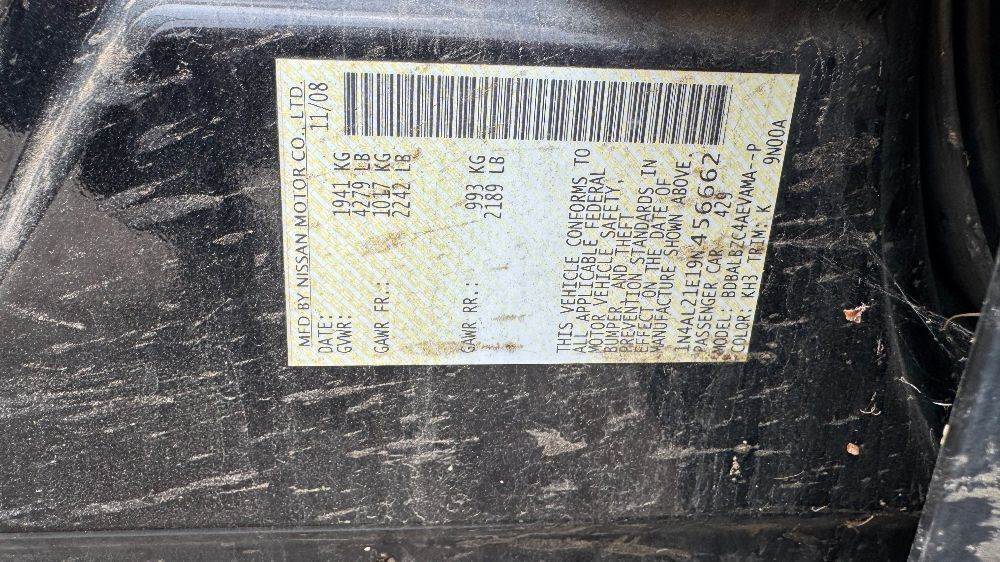 MFD BY NISSAN MOTOR CO., LTD.
DATE: 11/08
GVWR: 1941 KG
4279 LB
GAWR FR.: 1017 KG
2242 LB
GAWR RR.: 993 KG
2189 LB
THIS VEHICLE CONFORMS TO
ALL APPLICABLE FEDERAL
MOTOR VEHICLE SAFETY,
BUMPER, AND THEFT
PREVENTION STANDARDS IN
EFFECT ON THE DATE OF
MANUFACTURE SHOWN ABOVE.
1N4AL21E19N456662
PASSENGER CAR 429
MODEL: BDBALBZC4AEVAMA--P
COLOR: KH3 TRIM: K 9N00A